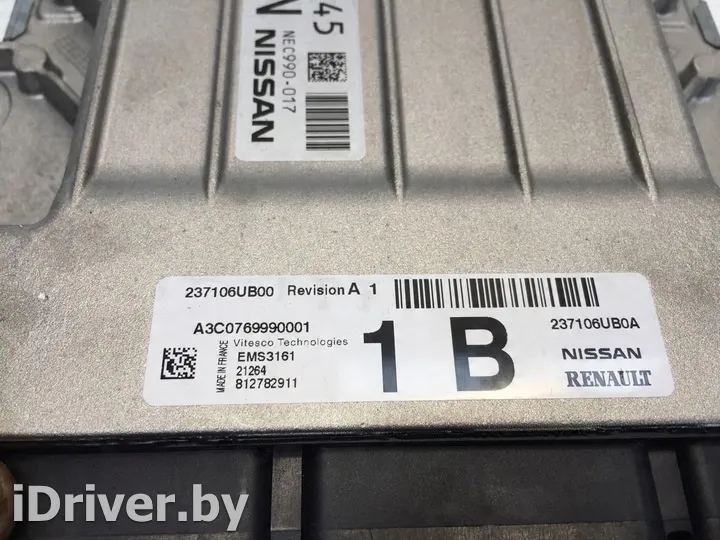 45
N
NEC990-017
NISSAN
237106UB00 Revision A 1
A3C0769990001
Vitesco Technologies
MADE IN FRANCE
EMS3161
21264
812782911
1 B
237106UB0A
NISSAN
RENAULT
iDriver.by